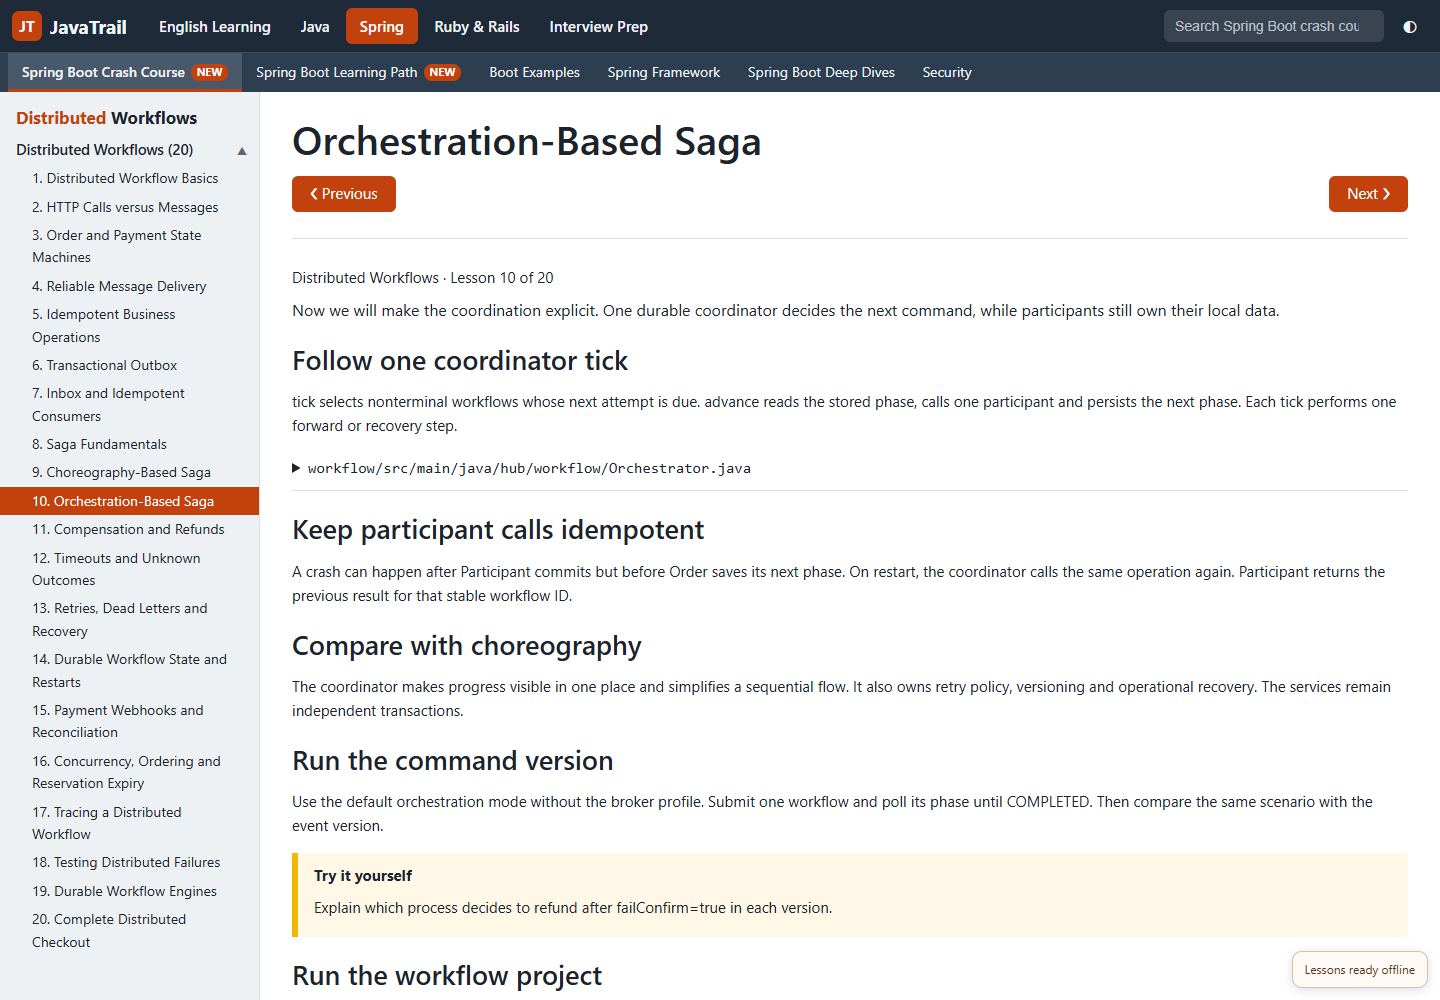 JT JavaTrail English Learning Java Spring Ruby & Rails Interview Prep Search Spring Boot crash cou
Spring Boot Crash Course NEW Spring Boot Learning Path NEW Boot Examples Spring Framework Spring Boot Deep Dives Security
Distributed Workflows
Distributed Workflows (20)
1. Distributed Workflow Basics
2. HTTP Calls versus Messages
3. Order and Payment State
Machines
4. Reliable Message Delivery
5. Idempotent Business
Operations
6. Transactional Outbox
7. Inbox and Idempotent
Consumers
8. Saga Fundamentals
9. Choreography-Based Saga
10. Orchestration-Based Saga
11. Compensation and Refunds
12. Timeouts and Unknown
Outcomes
13. Retries, Dead Letters and
Recovery
14. Durable Workflow State and
Restarts
15. Payment Webhooks and
Reconciliation
16. Concurrency, Ordering and
Reservation Expiry
17. Tracing a Distributed
Workflow
18. Testing Distributed Failures
19. Durable Workflow Engines
20. Complete Distributed
Checkout
Orchestration-Based Saga
❮ Previous
Next ❯
Distributed Workflows · Lesson 10 of 20
Now we will make the coordination explicit. One durable coordinator decides the next command, while participants still own their local data.
Follow one coordinator tick
tick selects nonterminal workflows whose next attempt is due. advance reads the stored phase, calls one participant and persists the next phase. Each tick performs one
forward or recovery step.
workflow/src/main/java/hub/workflow/Orchestrator.java
Keep participant calls idempotent
A crash can happen after Participant commits but before Order saves its next phase. On restart, the coordinator calls the same operation again. Participant returns the
previous result for that stable workflow ID.
Compare with choreography
The coordinator makes progress visible in one place and simplifies a sequential flow. It also owns retry policy, versioning and operational recovery. The services remain
independent transactions.
Run the command version
Use the default orchestration mode without the broker profile. Submit one workflow and poll its phase until COMPLETED. Then compare the same scenario with the
event version.
Try it yourself
Explain which process decides to refund after failConfirm=true in each version.
Run the workflow project
Lessons ready offline